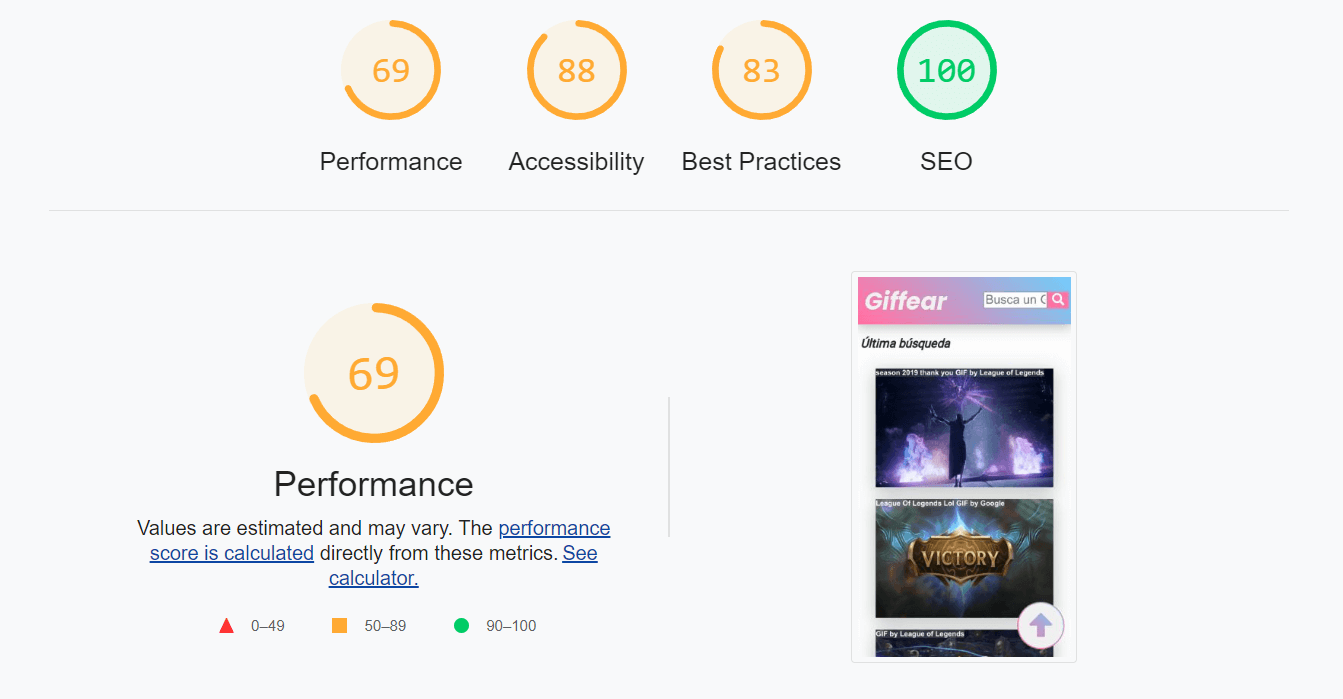 69
88
83
100
Performance
Accessibility
Best Practices
SEO
69
Performance
Values are estimated and may vary. The performance
score is calculated directly from these metrics. See
calculator.
0–49
50–89
90–100
Giffear
Busca un G
Última búsqueda
season 2019 thank you GIF by League of Legends
League Of Legends Lol GIF by Google
VICTORY
GIF by League of Legends